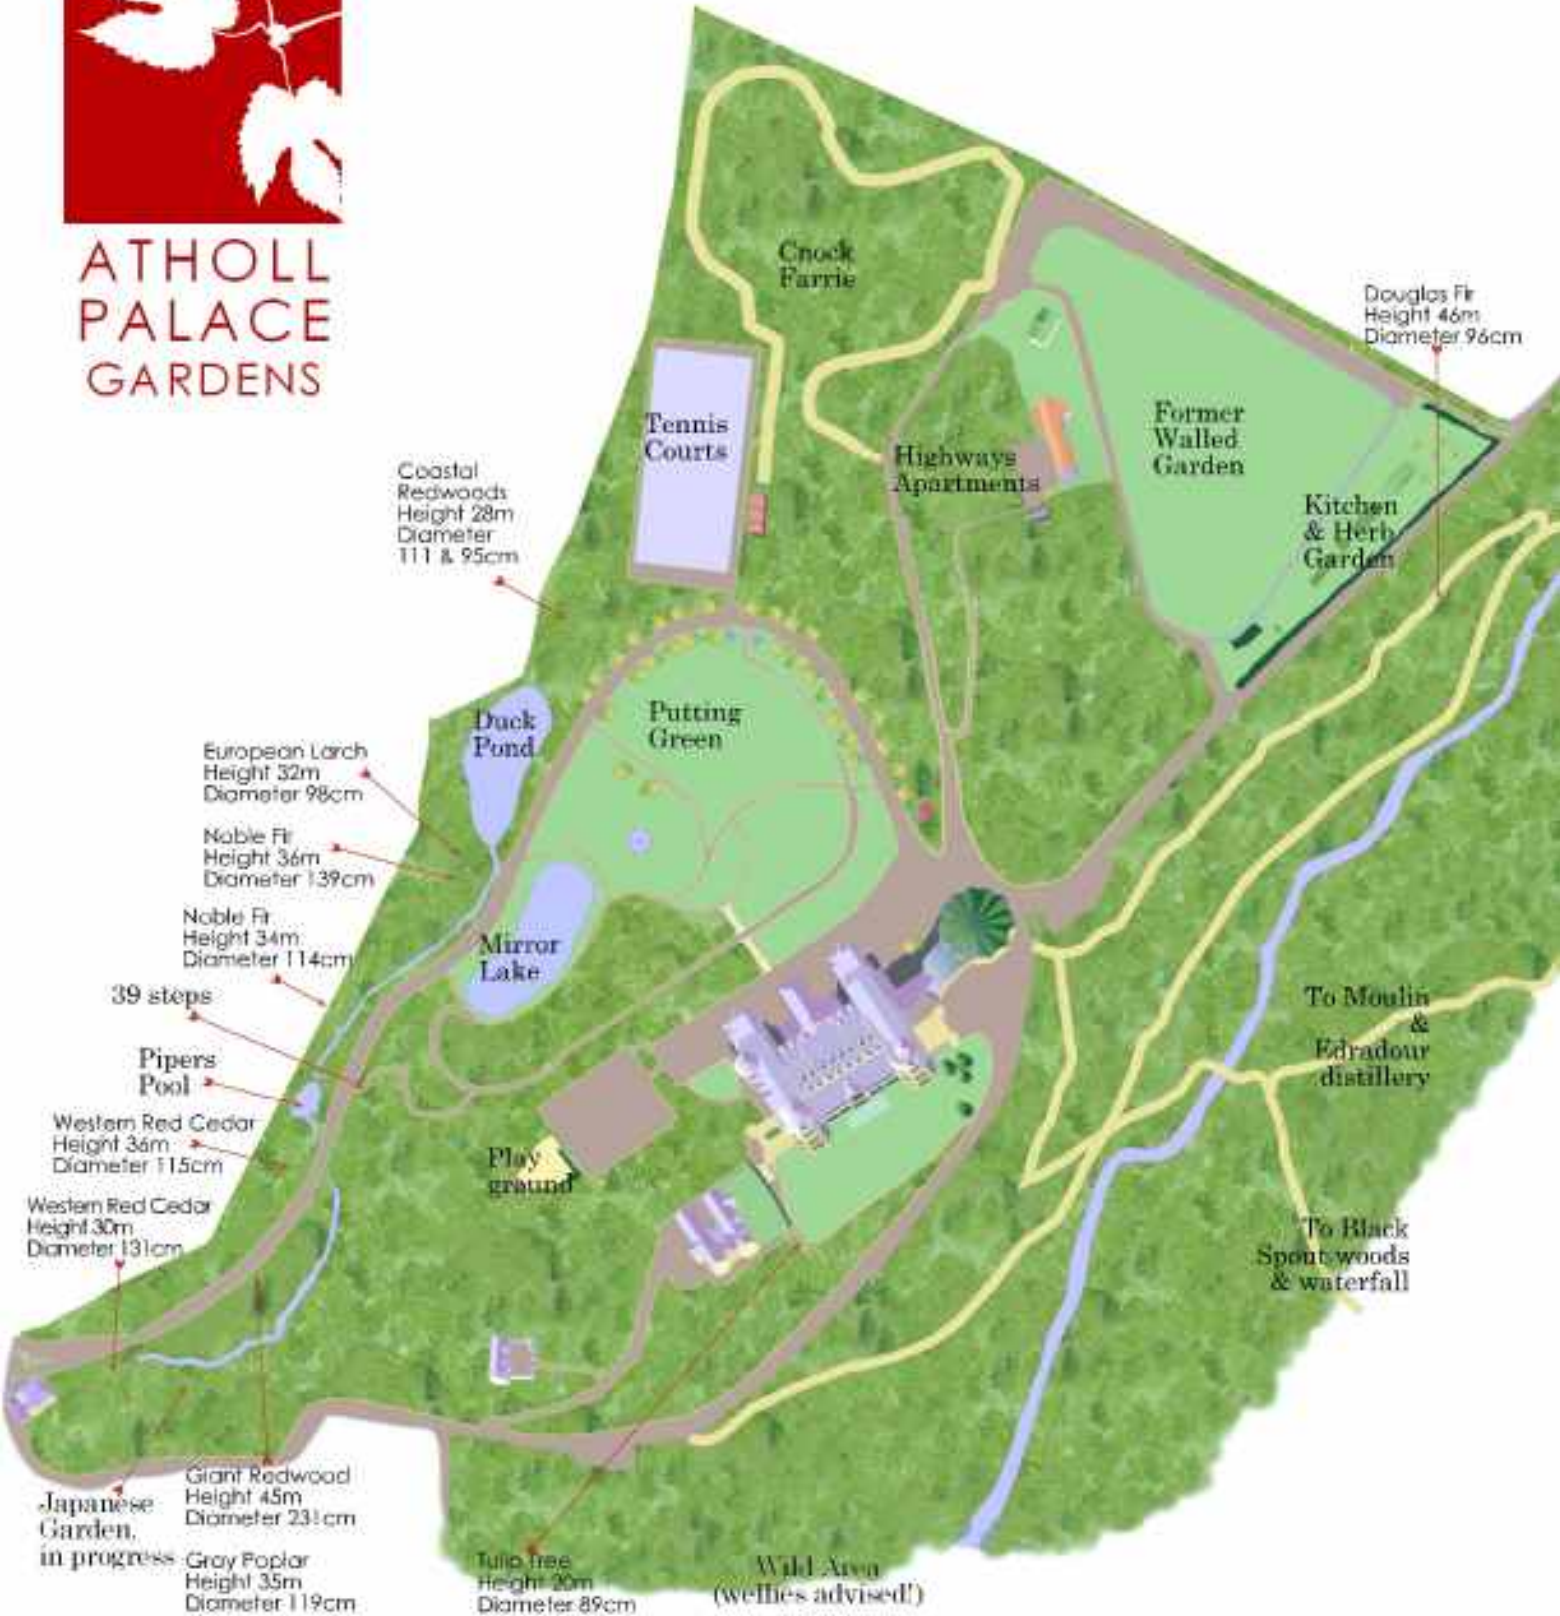 ATHOLL
PALACE
GARDENS
Cnock
Farrie
Douglas Fir
Height 46m
Diameter 96cm
Tennis
Courts
Former
Walled
Garden
Highways
Apartments
Coastal
Redwoods
Height 28m
Diameter
111 & 95cm
Kitchen
& Herb
Garden
Duck
Pond
Putting
Green
European Larch
Height 32m
Diameter 98cm
Noble Fir
Height 36m
Diameter 139cm
Noble Fir
Height 34m
Diameter 114cm
Mirror
Lake
39 steps
To Moulin
&
Edradour
distillery
Pipers
Pool
Western Red Cedar
Height 36m
Diameter 115cm
Play
ground
Western Red Cedar
Height 30m
Diameter 131cm
To Black
Spout woods
& waterfall
Japanese
Garden,
in progress
Giant Redwood
Height 45m
Diameter 231cm
Gray Poplar
Height 35m
Diameter 119cm
Tulip Tree
Height 20m
Diameter 89cm
Wild Area
(wellies advised!)